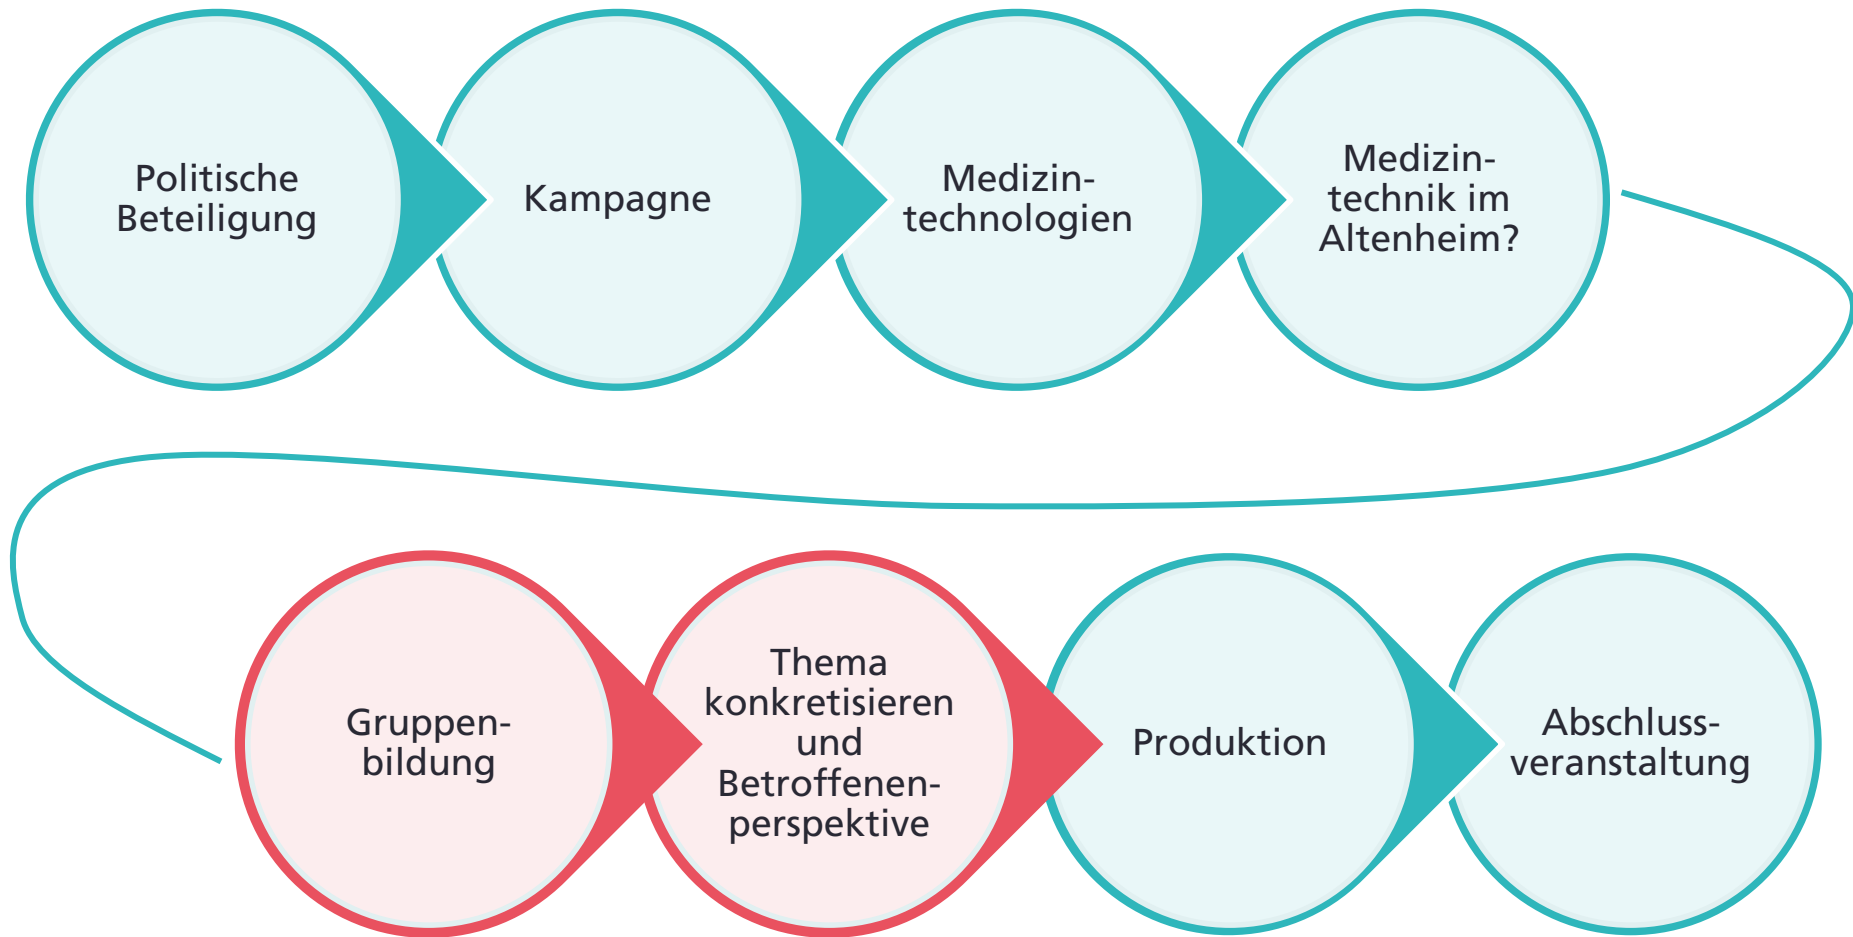 Politische
Beteiligung
Kampagne
Medizin-
technologien
Medizin-
technik im
Altenheim?
Gruppen-
bildung
Thema
konkretisieren
und
Betroffenen-
perspektive
Produktion
Abschluss-
veranstaltung